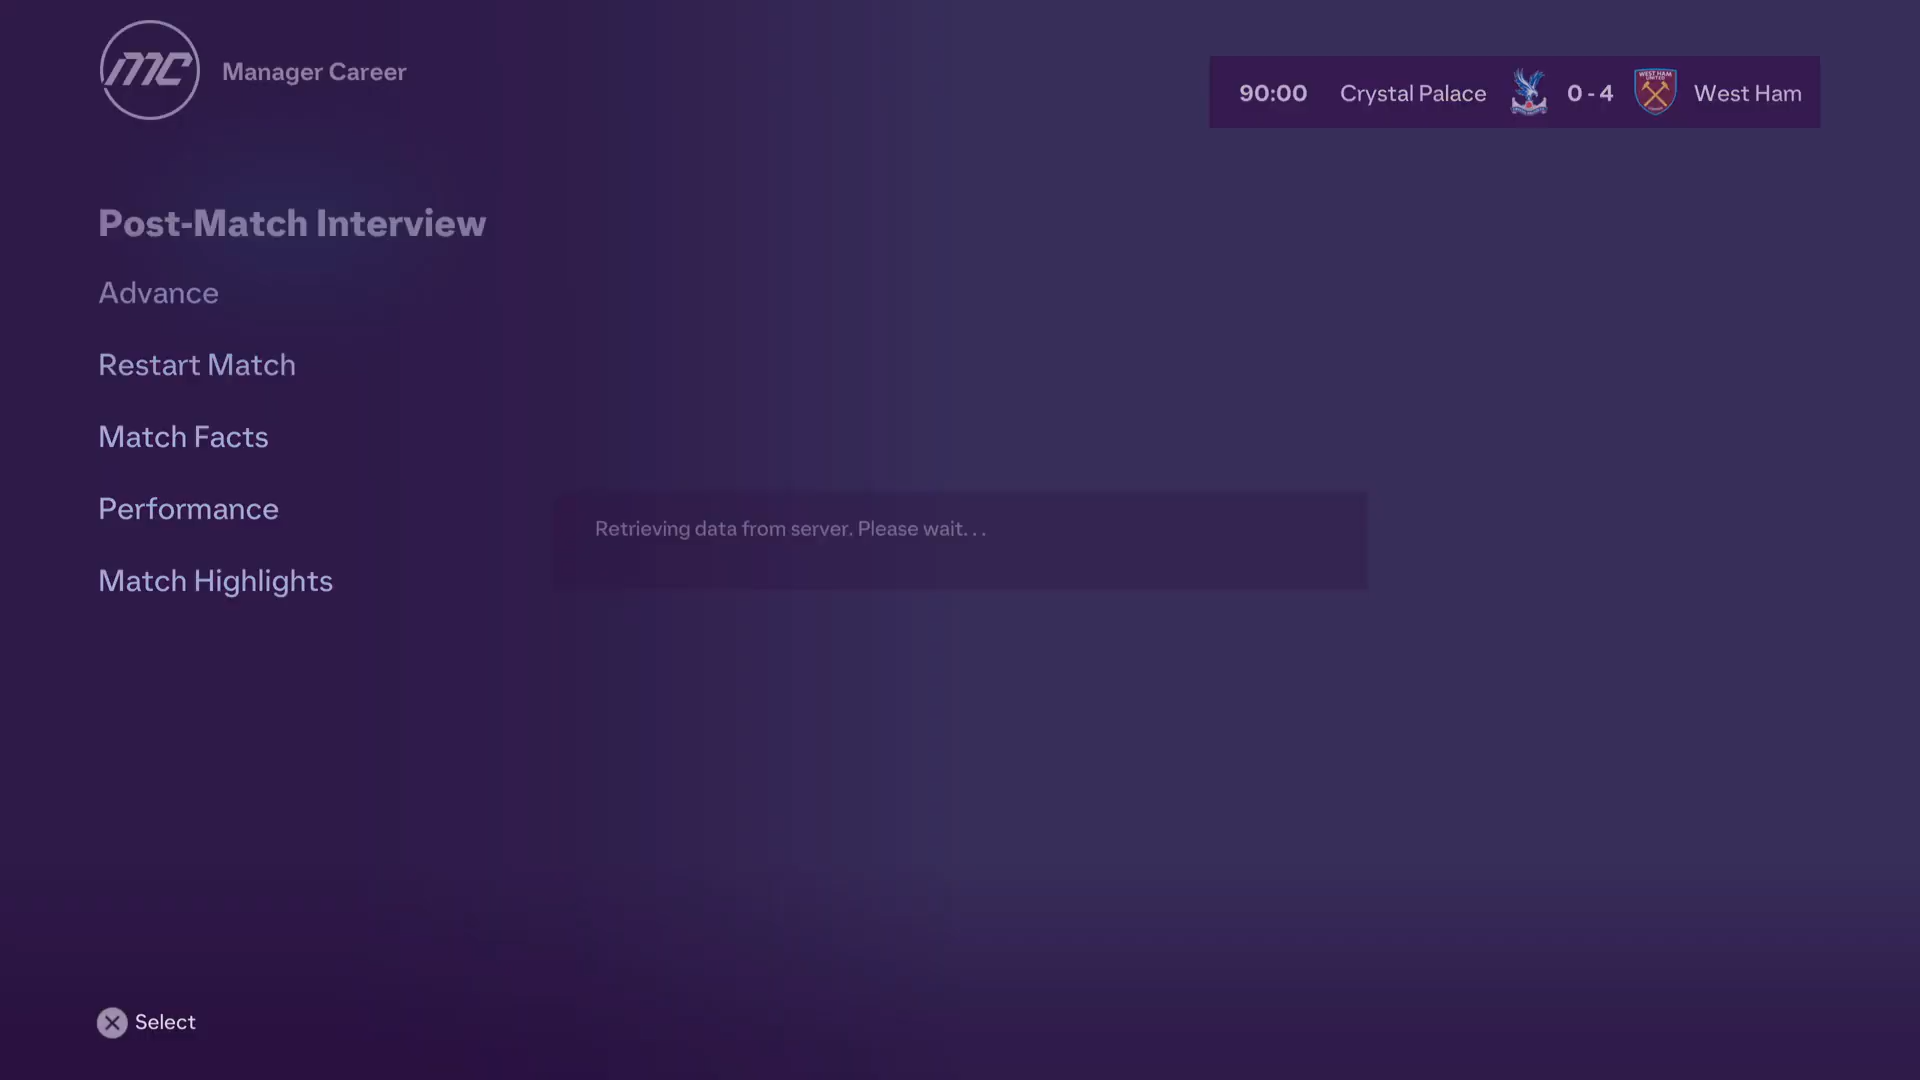 MC
Manager Career
90:00 Crystal Palace 0 - 4 West Ham
Post-Match Interview
Advance
Restart Match
Match Facts
Performance
Match Highlights
Retrieving data from server. Please wait...
Select